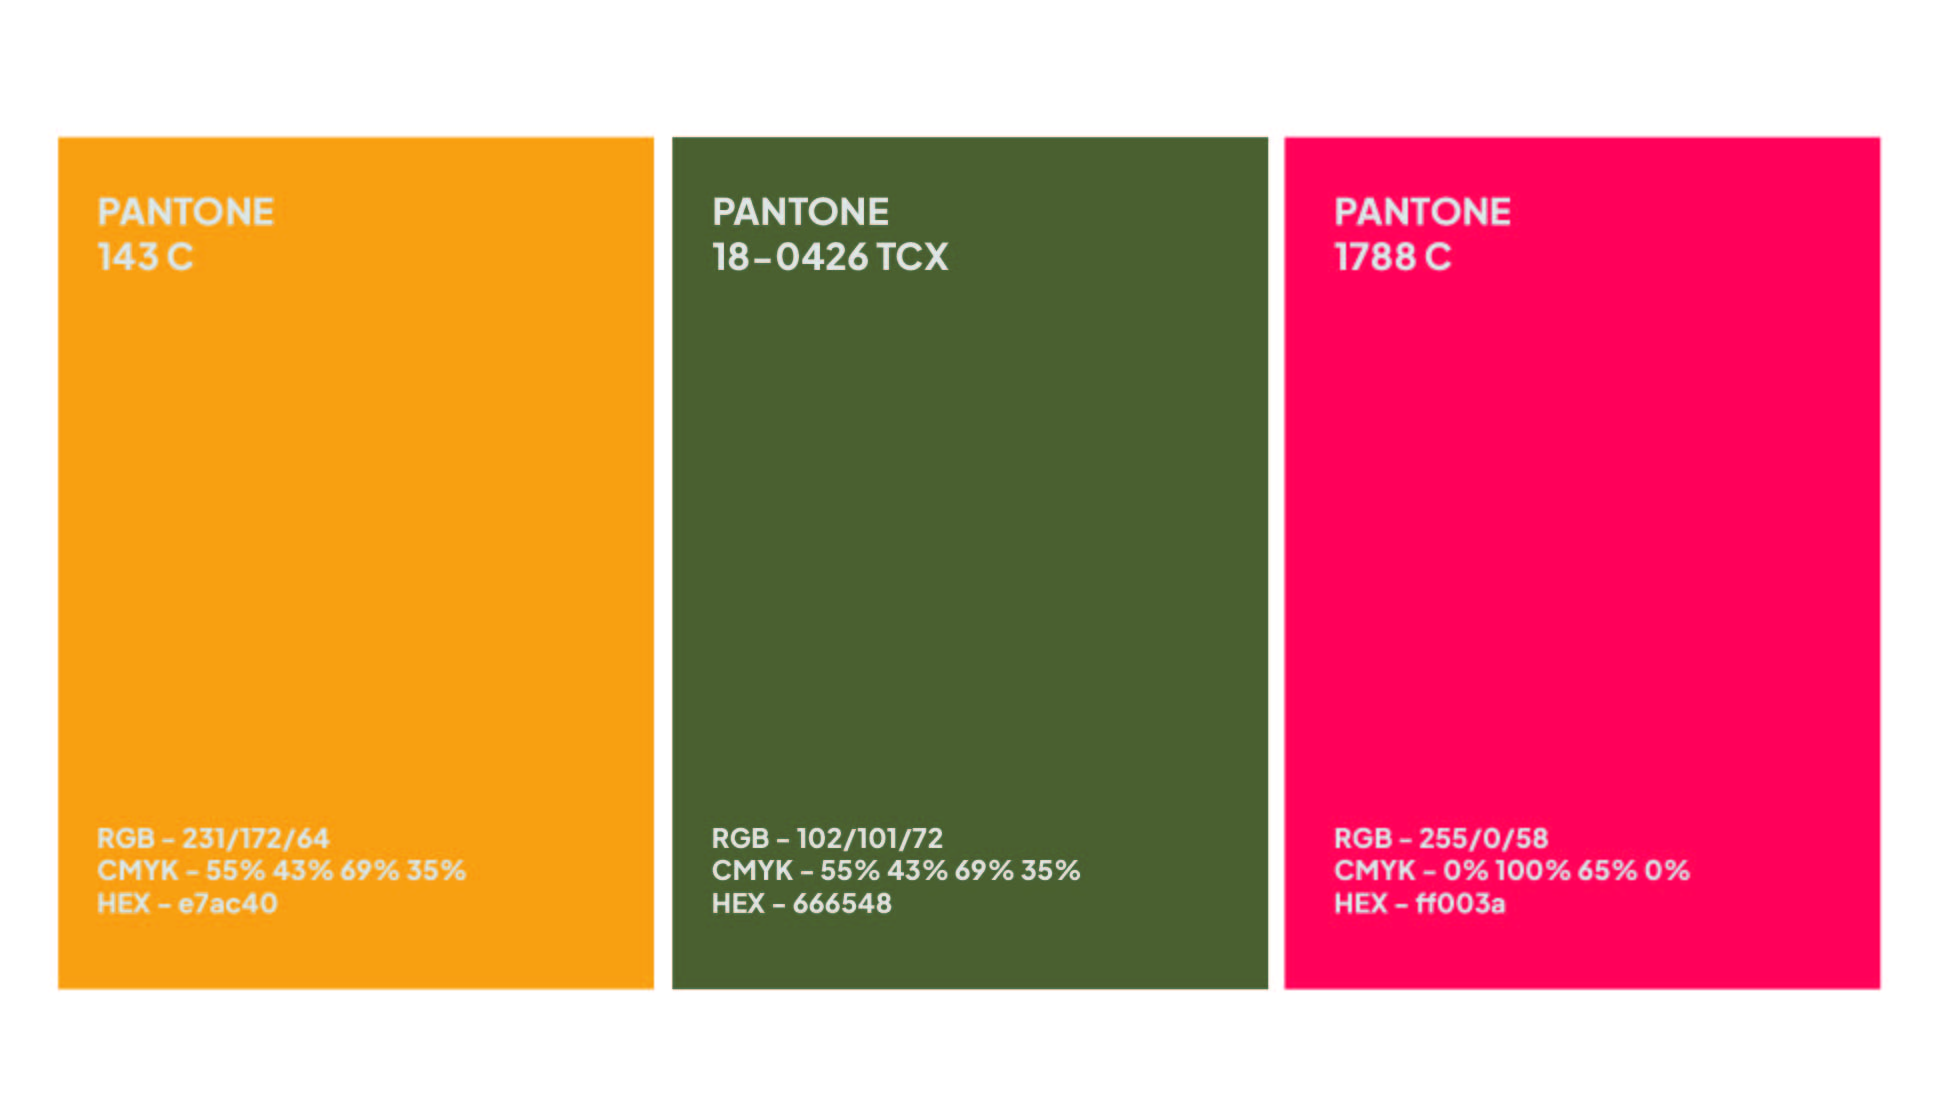 PANTONE
143 C
RGB - 231/172/64
CMYK - 55% 43% 69% 35%
HEX - e7ac40
PANTONE
18-0426 TCX
RGB - 102/101/72
CMYK - 55% 43% 69% 35%
HEX - 666548
PANTONE
1788 C
RGB - 255/0/58
CMYK - 0% 100% 65% 0%
HEX - ff003a